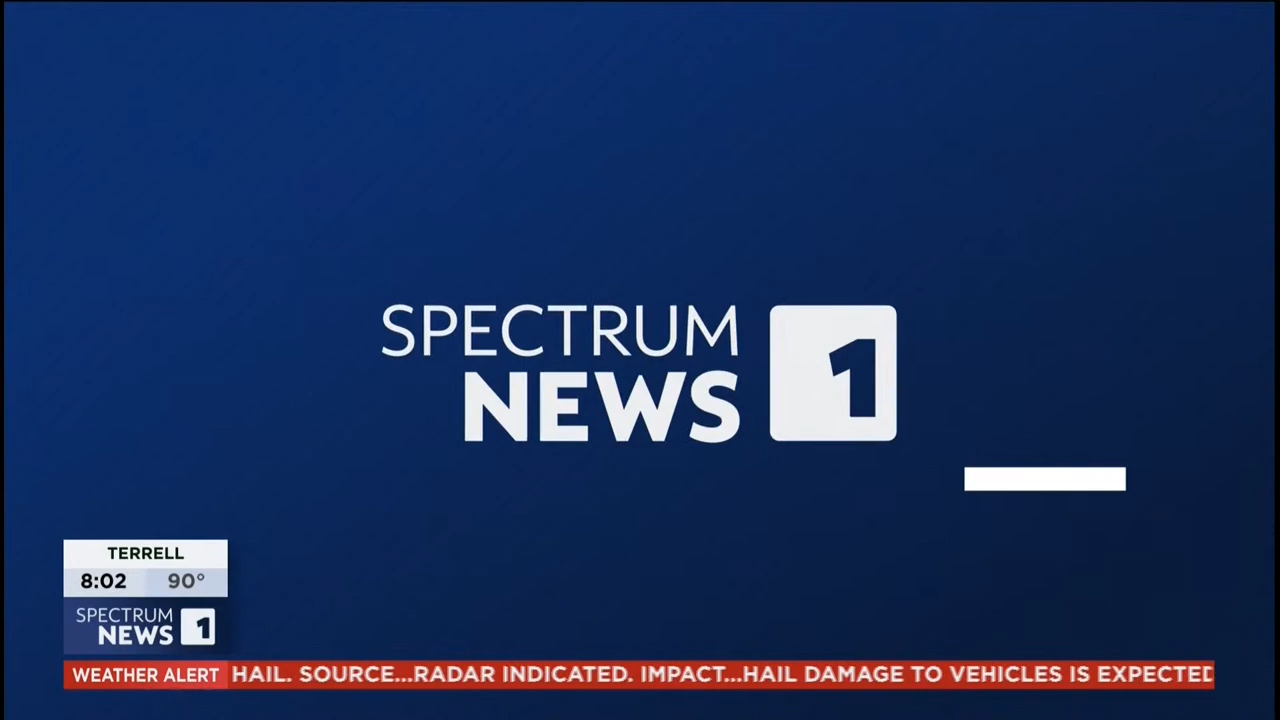 SPECTRUM
NEWS 1
TERRELL
8:02 90°
SPECTRUM
NEWS 1
WEATHER ALERT HAIL. SOURCE...RADAR INDICATED. IMPACT...HAIL DAMAGE TO VEHICLES IS EXPECTED